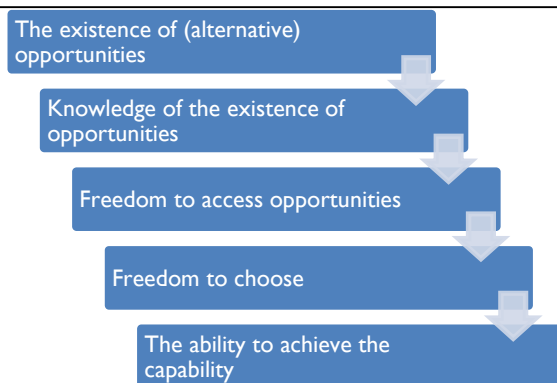 The existence of (alternative)
opportunities
Knowledge of the existence of
opportunities
Freedom to access opportunities
Freedom to choose
The ability to achieve the
capability